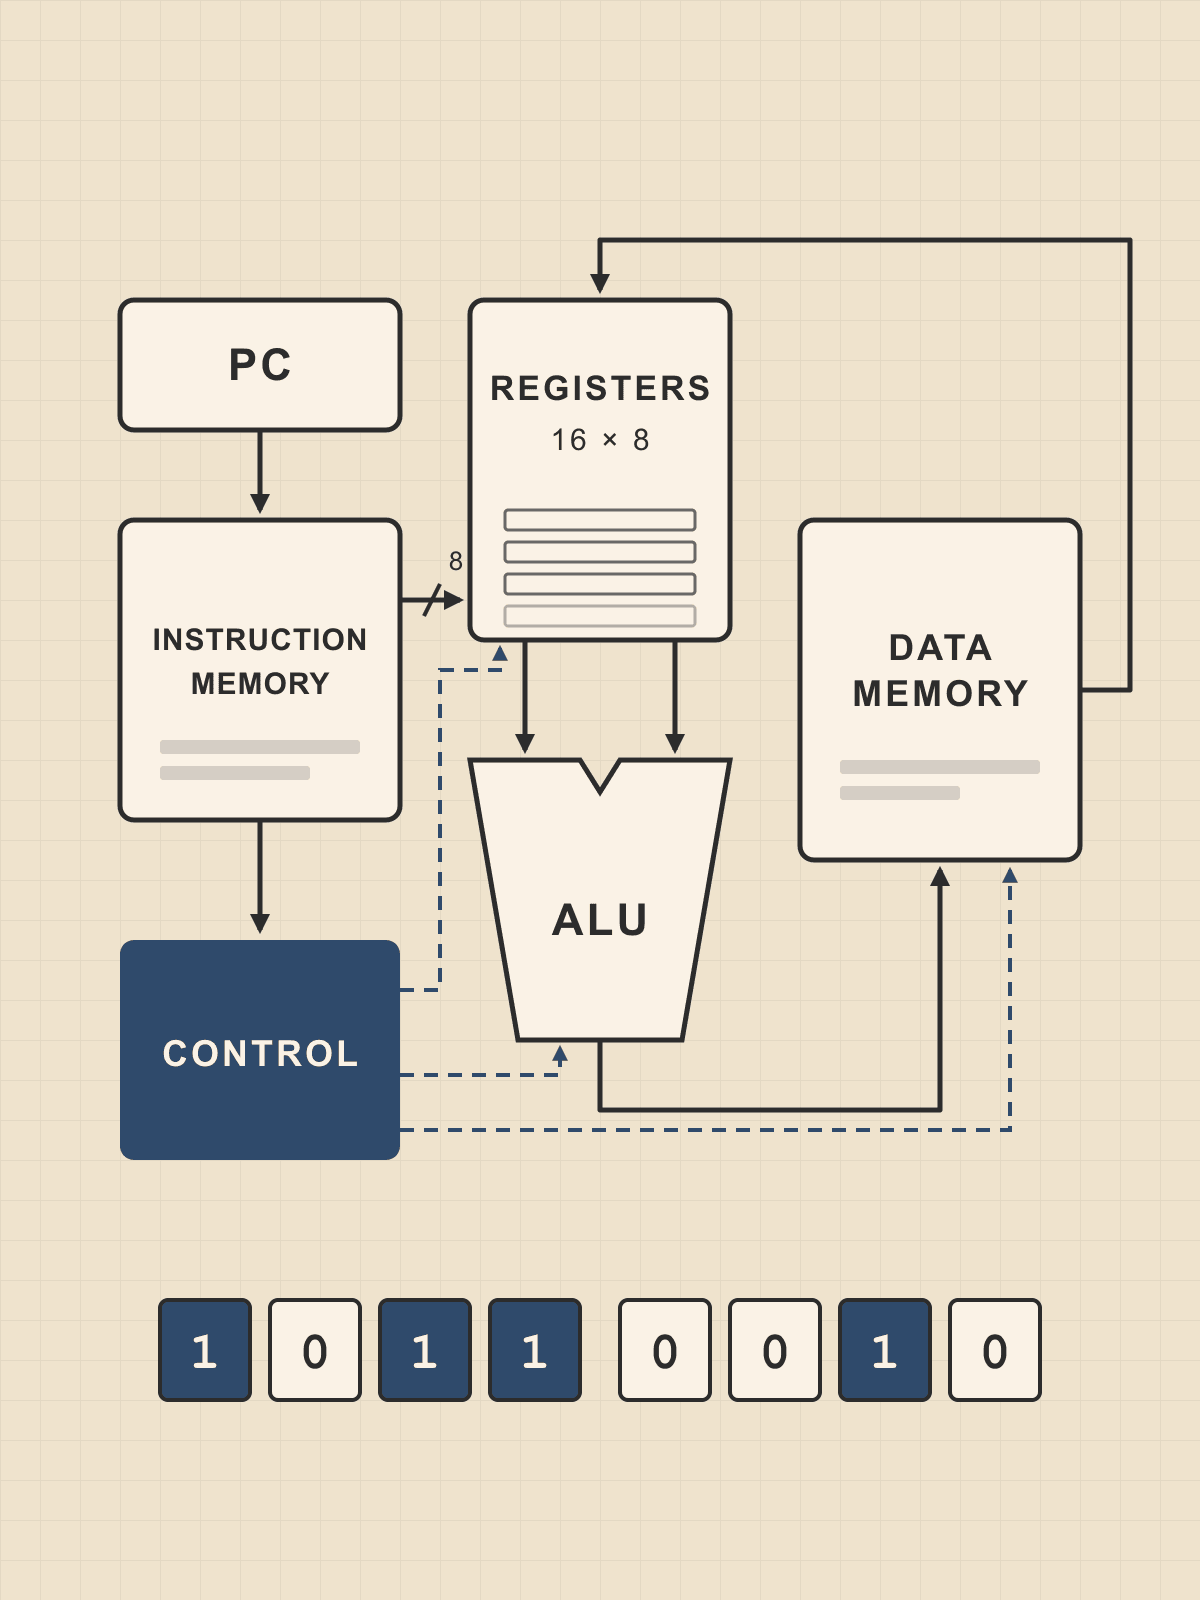 PC
REGISTERS
16 × 8
8
INSTRUCTION
MEMORY
DATA
MEMORY
ALU
CONTROL
1 0 1 1 0 0 1 0